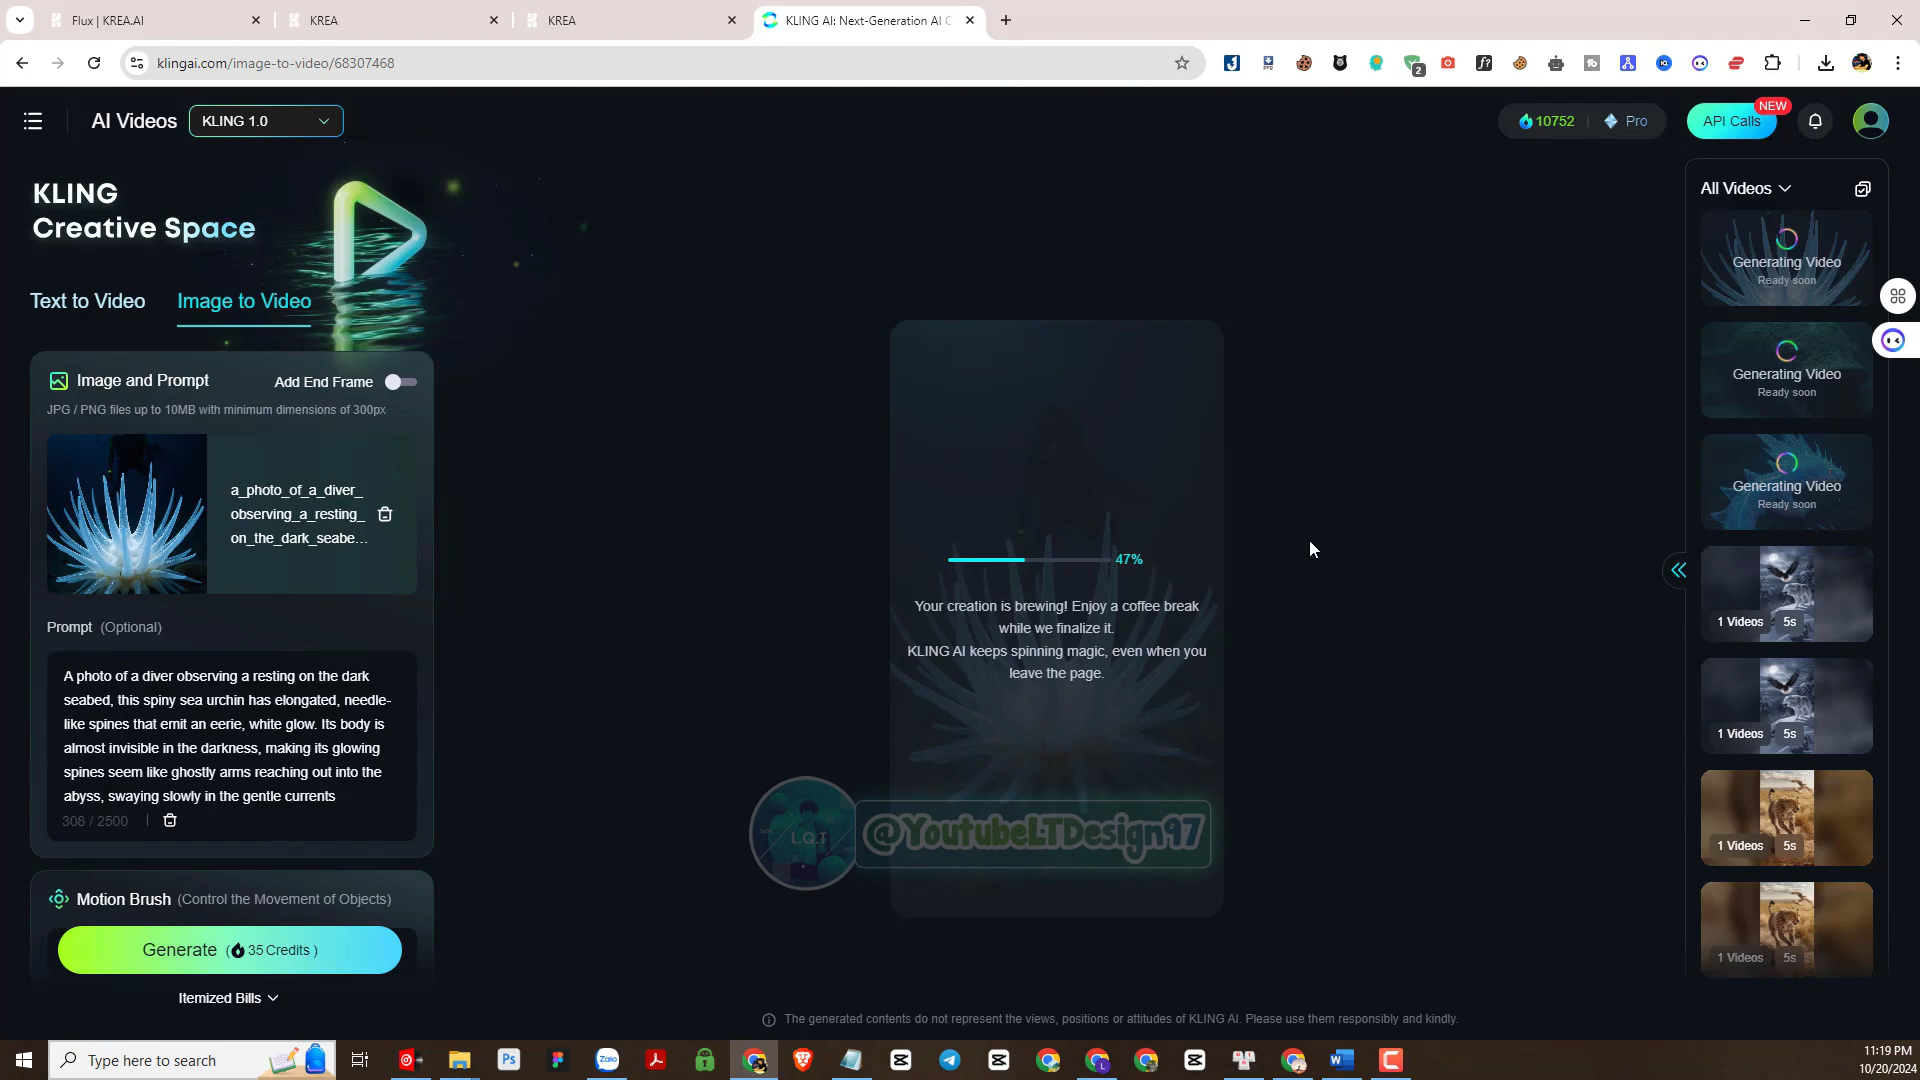 Flux | KREA.AI
KREA
KREA
KLING AI: Next-Generation AI C
klingai.com/image-to-video/68307468
2
AI Videos
KLING 1.0
10752
Pro
API Calls
NEW
KLING
Creative Space
Text to Video
Image to Video
Image and Prompt
Add End Frame
JPG / PNG files up to 10MB with minimum dimensions of 300px
a_photo_of_a_diver_
observing_a_resting_
on_the_dark_seabe...
Prompt (Optional)
A photo of a diver observing a resting on the dark
seabed, this spiny sea urchin has elongated, needle-
like spines that emit an eerie, white glow. Its body is
almost invisible in the darkness, making its glowing
spines seem like ghostly arms reaching out into the
abyss, swaying slowly in the gentle currents
308 / 2500
Motion Brush (Control the Movement of Objects)
Generate ( 35 Credits )
Itemized Bills
47%
Your creation is brewing! Enjoy a coffee break
while we finalize it.
KLING AI keeps spinning magic, even when you
leave the page.
L.Q.T
@YoutubeLTDesign97
The generated contents do not represent the views, positions or attitudes of KLING AI. Please use them responsibly and kindly.
All Videos
Generating Video
Ready soon
Generating Video
Ready soon
Generating Video
Ready soon
1 Videos 5s
1 Videos 5s
1 Videos 5s
1 Videos 5s
Type here to search
Ps
Zalo
11:19 PM
10/20/2024